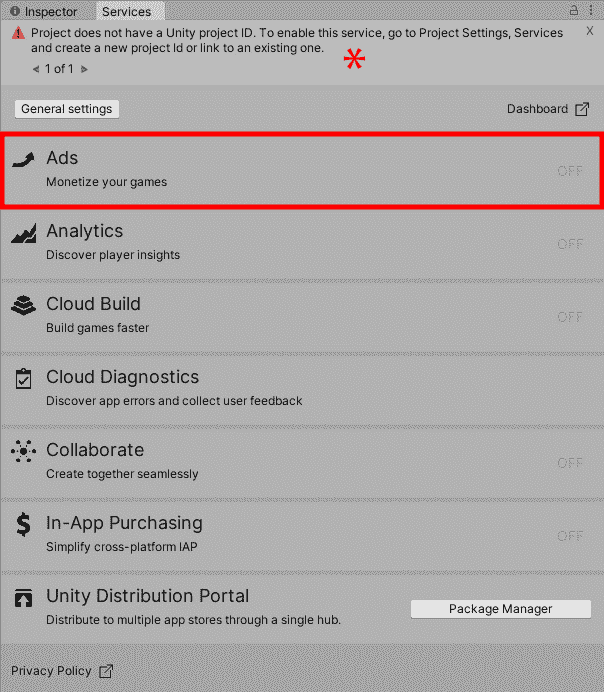 Inspector Services
Project does not have a Unity project ID. To enable this service, go to Project Settings, Services X
and create a new project Id or link to an existing one.
1 of 1
General settings Dashboard
Ads
OFF
Monetize your games
Analytics
OFF
Discover player insights
Cloud Build
OFF
Build games faster
Cloud Diagnostics
Discover app errors and collect user feedback
Collaborate
OFF
Create together seamlessly
In-App Purchasing
OFF
Simplify cross-platform IAP
Unity Distribution Portal
Package Manager
Distribute to multiple app stores through a single hub.
Privacy Policy